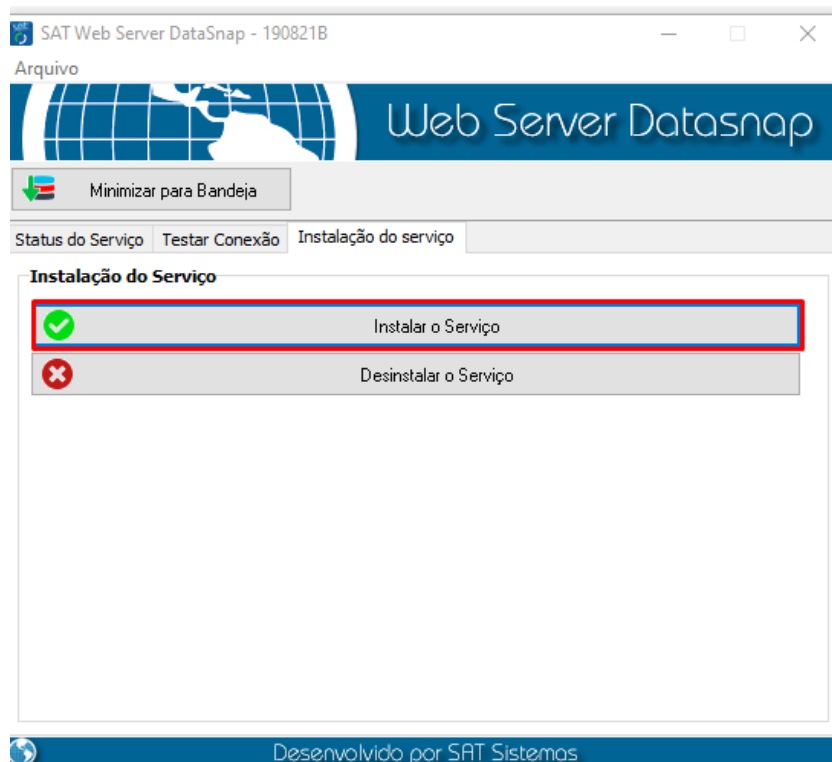 SAT Web Server DataSnap - 190821B
Arquivo
Web Server Datasnap
Minimizar para Bandeja
Status do Serviço Testar Conexão Instalação do serviço
Instalação do Serviço
Instalar o Serviço
Desinstalar o Serviço
Desenvolvido por SAT Sistemas